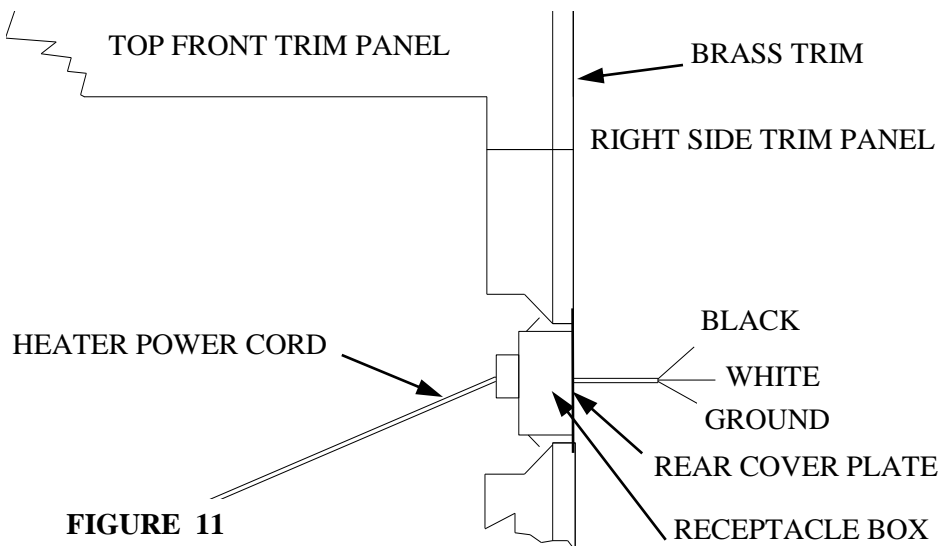 TOP FRONT TRIM PANEL
BRASS TRIM
RIGHT SIDE TRIM PANEL
BLACK
HEATER POWER CORD
WHITE
GROUND
REAR COVER PLATE
FIGURE 11
RECEPTACLE BOX